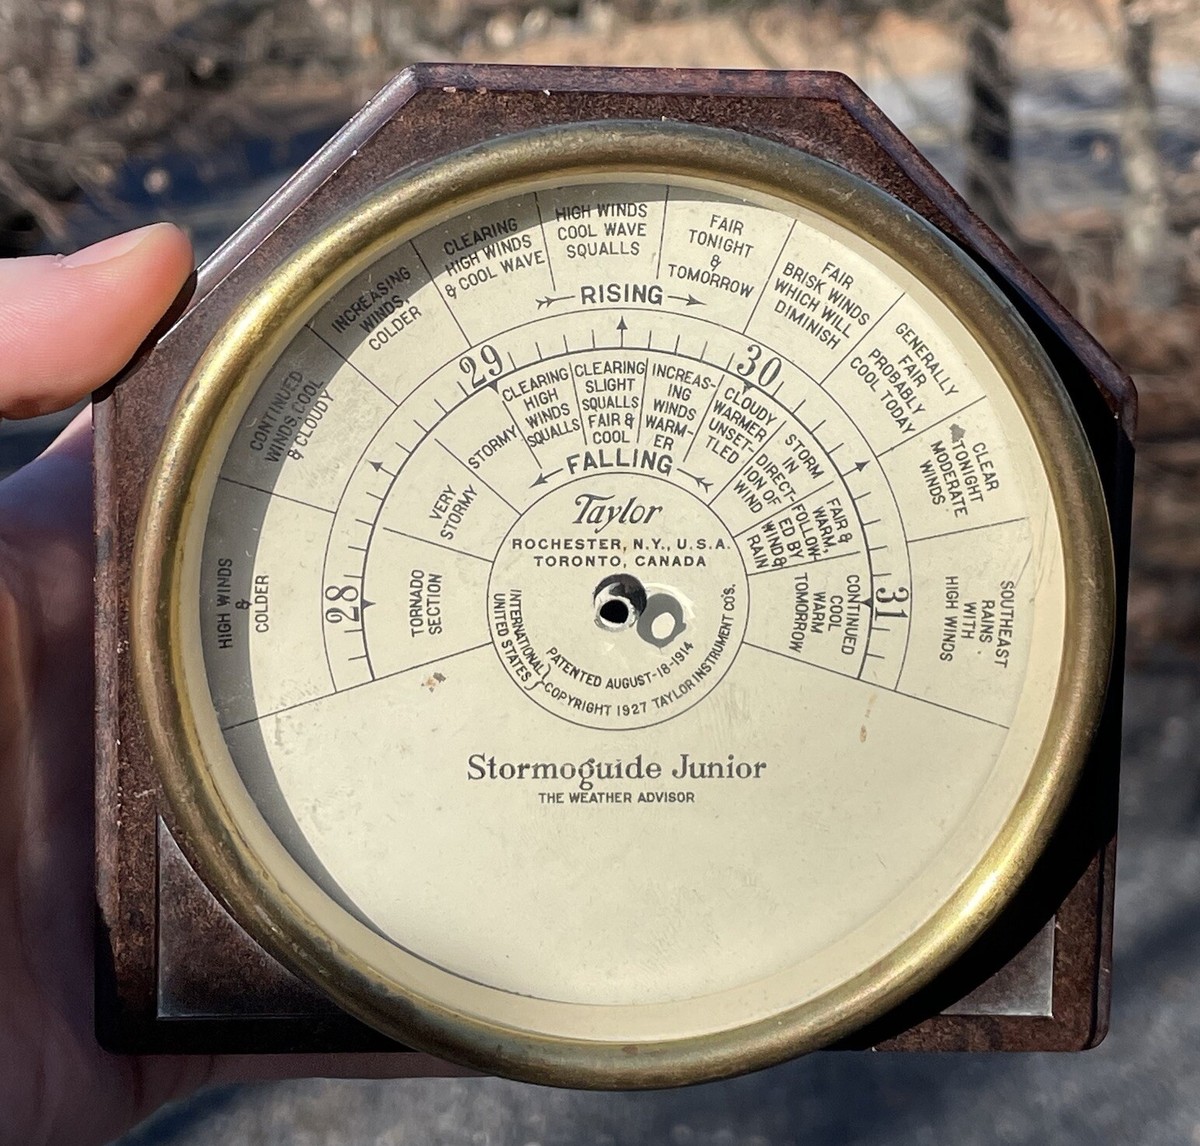 HIGH WINDS
&
COLDER
CONTINUED
WINDS, COOL
& CLOUDY
INCREASING
WINDS,
COLDER
CLEARING
HIGH WINDS
& COOL WAVE
HIGH WINDS
COOL WAVE
SQUALLS
FAIR
TONIGHT
&
TOMORROW
FAIR
BRISK WINDS
WHICH WILL
DIMINISH
GENERALLY
FAIR
PROBABLY
COOL TODAY
CLEAR
TONIGHT
MODERATE
WINDS
SOUTHEAST
RAINS
WITH
HIGH WINDS
RISING
28
29
30
31
TORNADO
SECTION
VERY
STORMY
STORMY
CLEARING
HIGH
WINDS
SQUALLS
CLEARING
SLIGHT
SQUALLS
FAIR &
COOL
INCREAS-
ING
WINDS
WARM-
ER
CLOUDY
WARMER
UNSET-
TLED
STORM
IN
DIRECT-
ION OF
WIND
FAIR &
WARM,
FOLLOW-
ED BY
WIND &
RAIN
CONTINUED
COOL
WARM
TOMORROW
FALLING
Taylor
ROCHESTER, N.Y., U.S.A.
TORONTO, CANADA
INTERNATIONAL
UNITED STATES
PATENTED AUGUST-18-1914
COPYRIGHT 1927 TAYLOR INSTRUMENT CO'S.
Stormoguide Junior
THE WEATHER ADVISOR